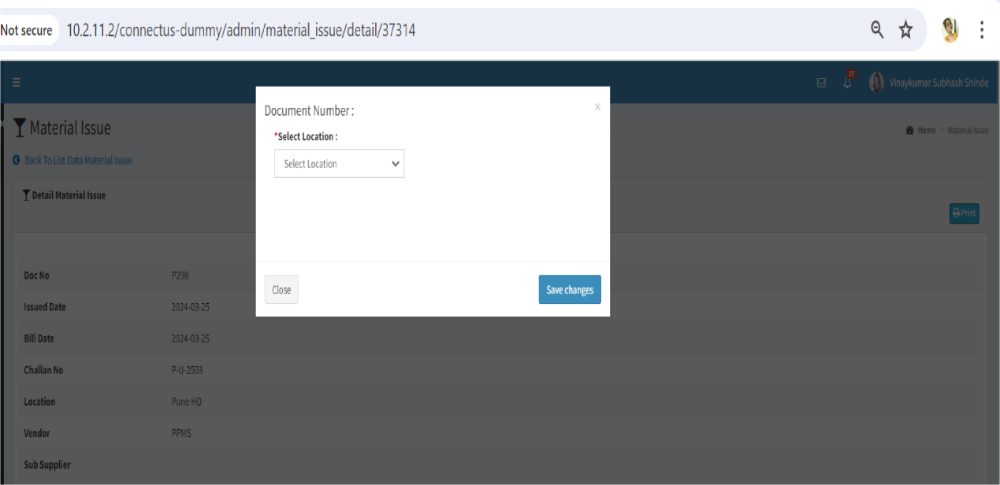 Not secure 10.2.11.2/connectus-dummy/admin/material_issue/detail/37314
27 Vinaykumar Subhash Shinde
Document Number : x
Material Issue
Home > Material Issue
*Select Location :
Back To List Data Material Issue
Select Location
Detail Material Issue
Print
Doc No P298
Close Save changes
Issued Date 2024-03-25
Bill Date 2024-03-25
Challan No P-U-2503
Location Pune HO
Vendor PPMS
Sub Supplier